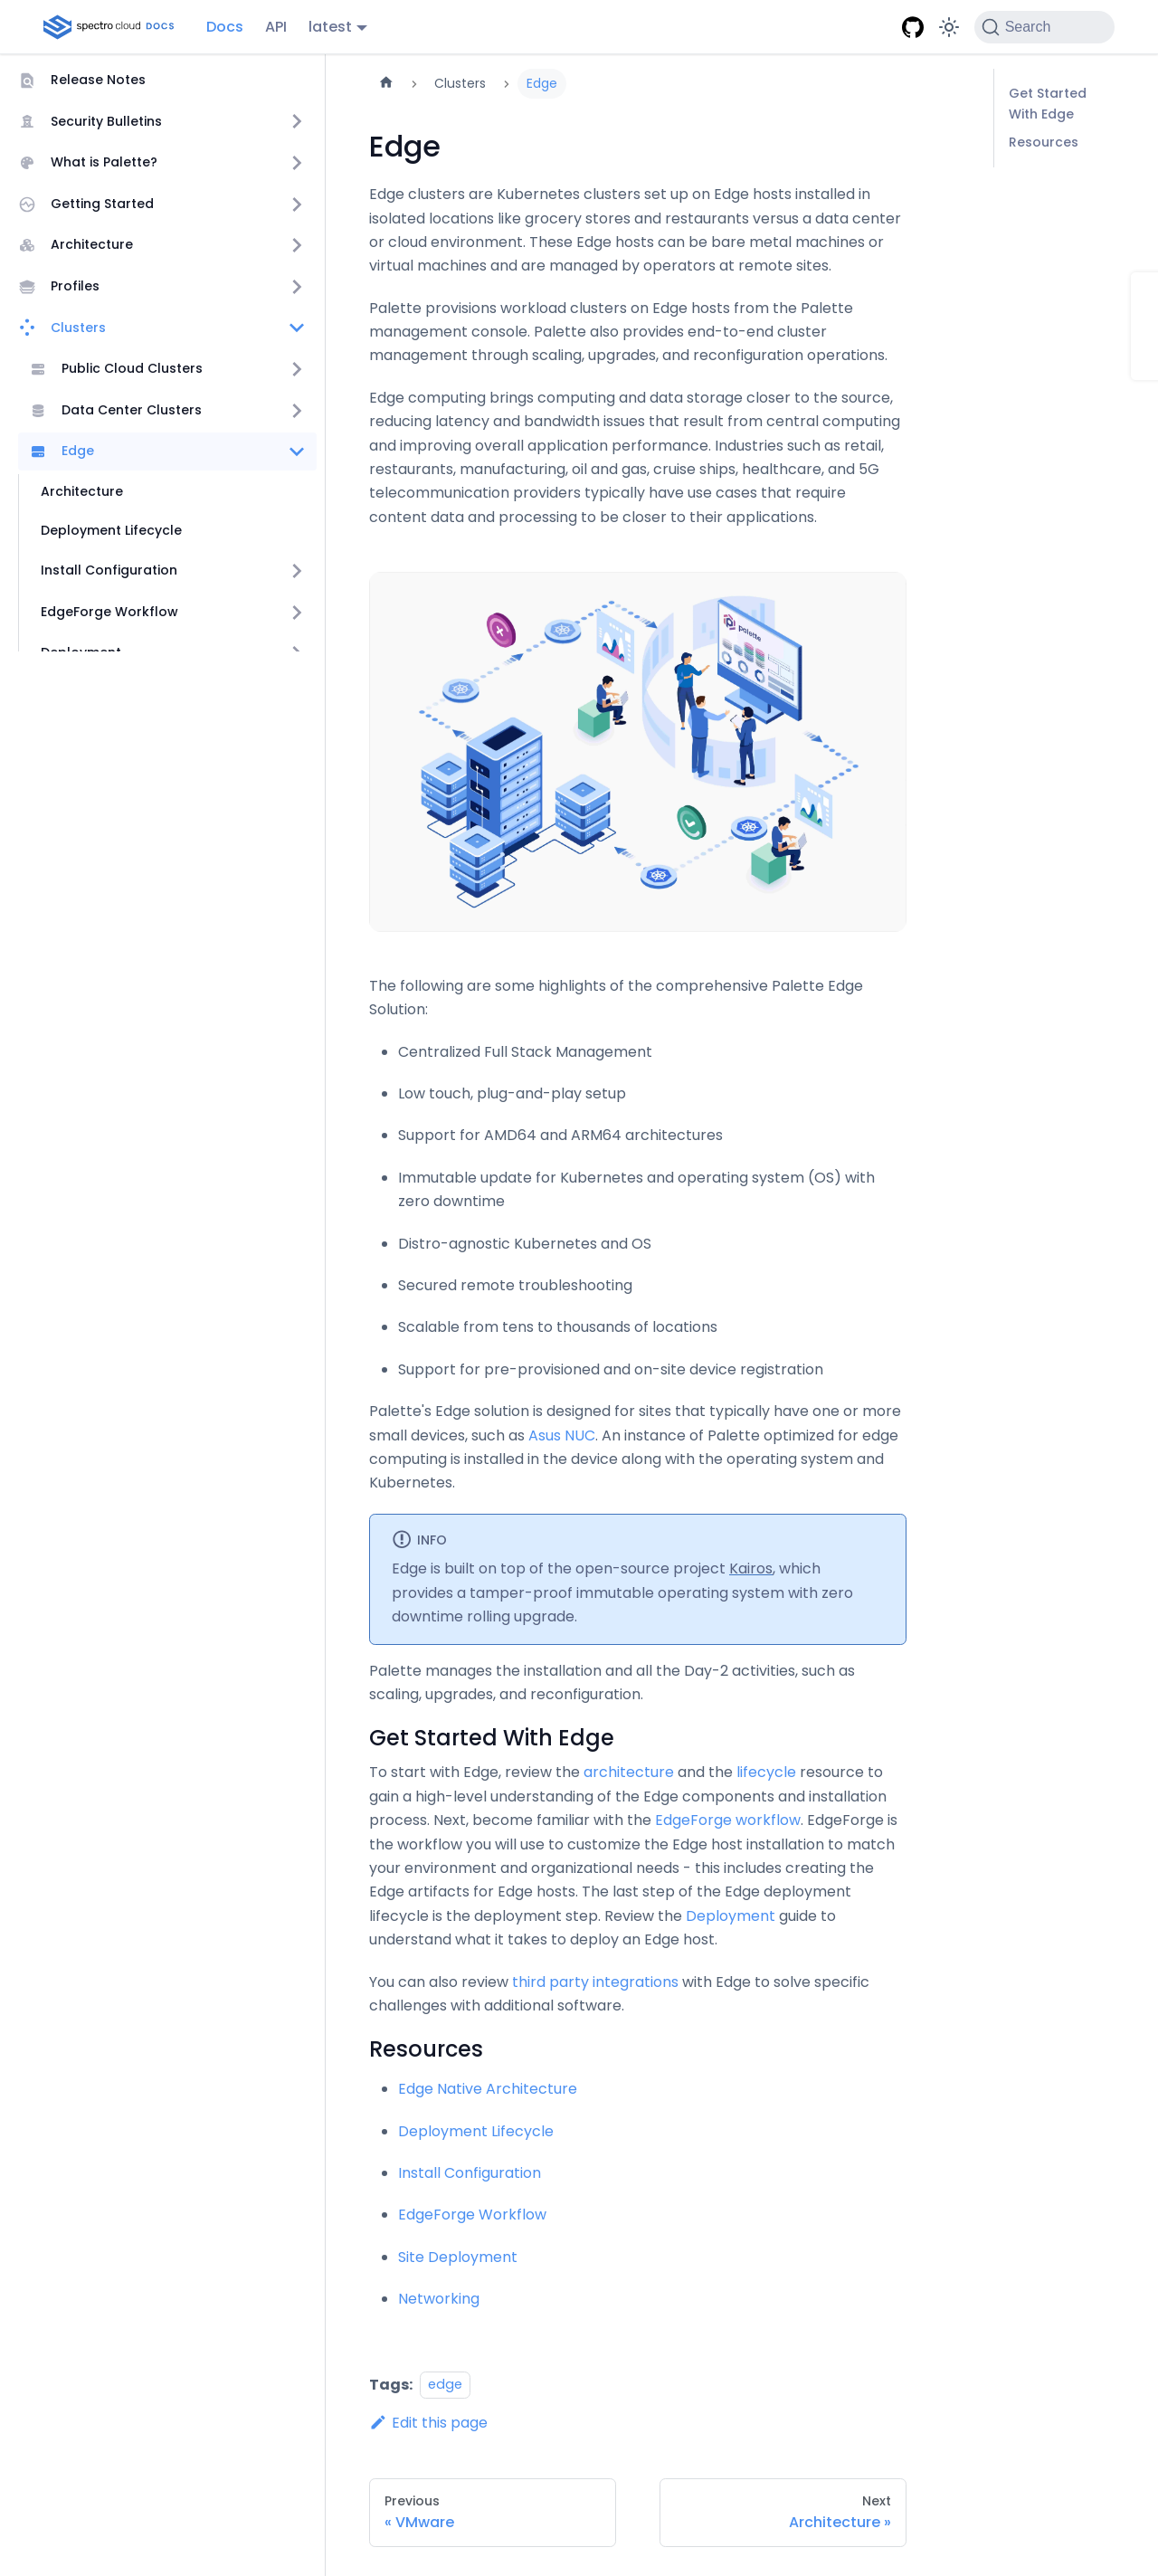 spectro cloud DOCS
Docs
API
latest
Search
Release Notes
Security Bulletins
What is Palette?
Getting Started
Architecture
Profiles
Clusters
Public Cloud Clusters
Data Center Clusters
Edge
Architecture
Deployment Lifecycle
Install Configuration
EdgeForge Workflow
Deployment
Clusters
Edge
Edge
Edge clusters are Kubernetes clusters set up on Edge hosts installed in
isolated locations like grocery stores and restaurants versus a data center
or cloud environment. These Edge hosts can be bare metal machines or
virtual machines and are managed by operators at remote sites.
Palette provisions workload clusters on Edge hosts from the Palette
management console. Palette also provides end-to-end cluster
management through scaling, upgrades, and reconfiguration operations.
Edge computing brings computing and data storage closer to the source,
reducing latency and bandwidth issues that result from central computing
and improving overall application performance. Industries such as retail,
restaurants, manufacturing, oil and gas, cruise ships, healthcare, and 5G
telecommunication providers typically have use cases that require
content data and processing to be closer to their applications.
palette
The following are some highlights of the comprehensive Palette Edge
Solution:
Centralized Full Stack Management
Low touch, plug-and-play setup
Support for AMD64 and ARM64 architectures
Immutable update for Kubernetes and operating system (OS) with
zero downtime
Distro-agnostic Kubernetes and OS
Secured remote troubleshooting
Scalable from tens to thousands of locations
Support for pre-provisioned and on-site device registration
Palette's Edge solution is designed for sites that typically have one or more
small devices, such as Asus NUC. An instance of Palette optimized for edge
computing is installed in the device along with the operating system and
Kubernetes.
INFO
Edge is built on top of the open-source project Kairos, which
provides a tamper-proof immutable operating system with zero
downtime rolling upgrade.
Palette manages the installation and all the Day-2 activities, such as
scaling, upgrades, and reconfiguration.
Get Started With Edge
To start with Edge, review the architecture and the lifecycle resource to
gain a high-level understanding of the Edge components and installation
process. Next, become familiar with the EdgeForge workflow. EdgeForge is
the workflow you will use to customize the Edge host installation to match
your environment and organizational needs - this includes creating the
Edge artifacts for Edge hosts. The last step of the Edge deployment
lifecycle is the deployment step. Review the Deployment guide to
understand what it takes to deploy an Edge host.
You can also review third party integrations with Edge to solve specific
challenges with additional software.
Resources
Edge Native Architecture
Deployment Lifecycle
Install Configuration
EdgeForge Workflow
Site Deployment
Networking
Tags: edge
Edit this page
Previous
« VMware
Next
Architecture »
Get Started
With Edge
Resources